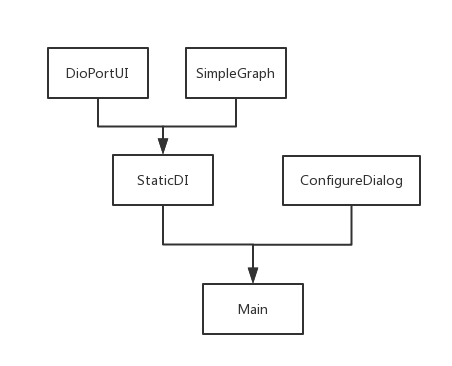 DioPortUI
SimpleGraph
StaticDI
ConfigureDialog
Main